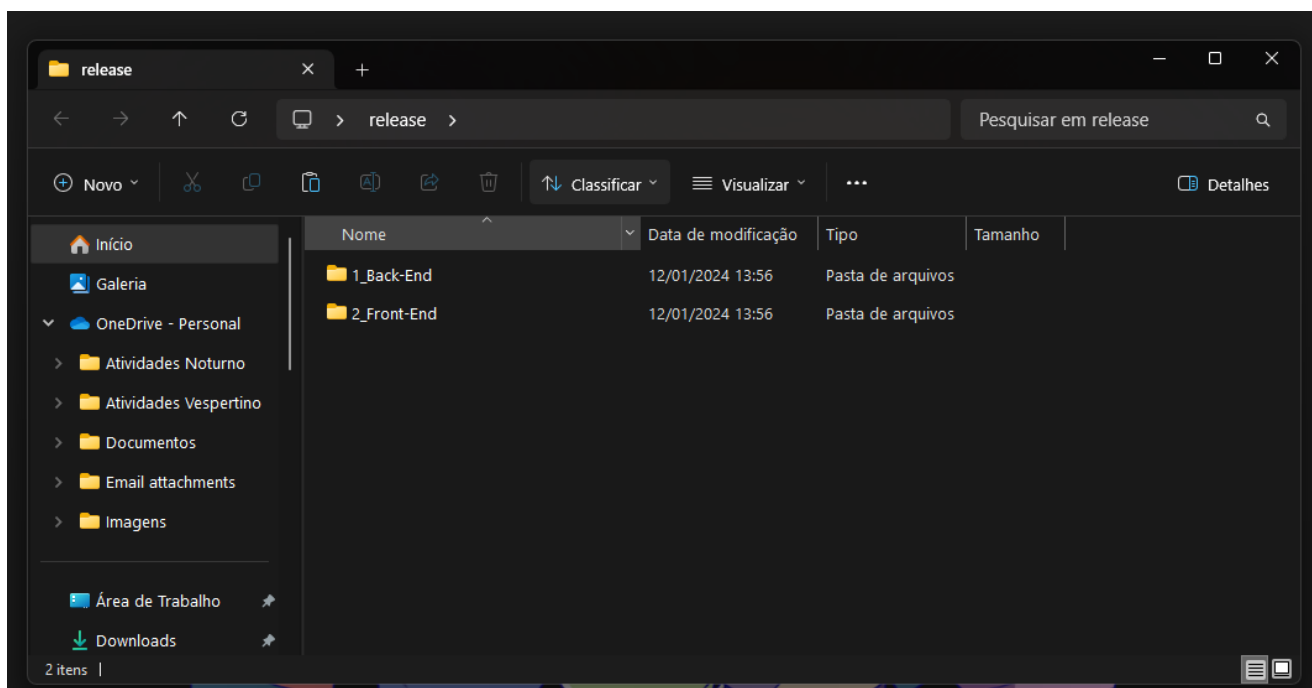 release
release
Pesquisar em release
Novo
Classificar
Visualizar
Detalhes
Início
Galeria
OneDrive - Personal
Atividades Noturno
Atividades Vespertino
Documentos
Email attachments
Imagens
Área de Trabalho
Downloads
Nome Data de modificação Tipo Tamanho
1_Back-End 12/01/2024 13:56 Pasta de arquivos
2_Front-End 12/01/2024 13:56 Pasta de arquivos
2 itens